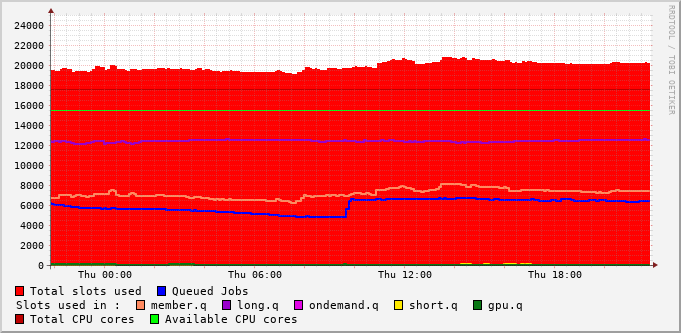 24000
22000
20000
18000
16000
14000
12000
10000
8000
6000
4000
2000
0
Thu 00:00 Thu 06:00 Thu 12:00 Thu 18:00
Total slots used Queued Jobs
Slots used in : member.q long.q ondemand.q short.q gpu.q
Total CPU cores Available CPU cores
RRDTOOL / TOBI OETIKER